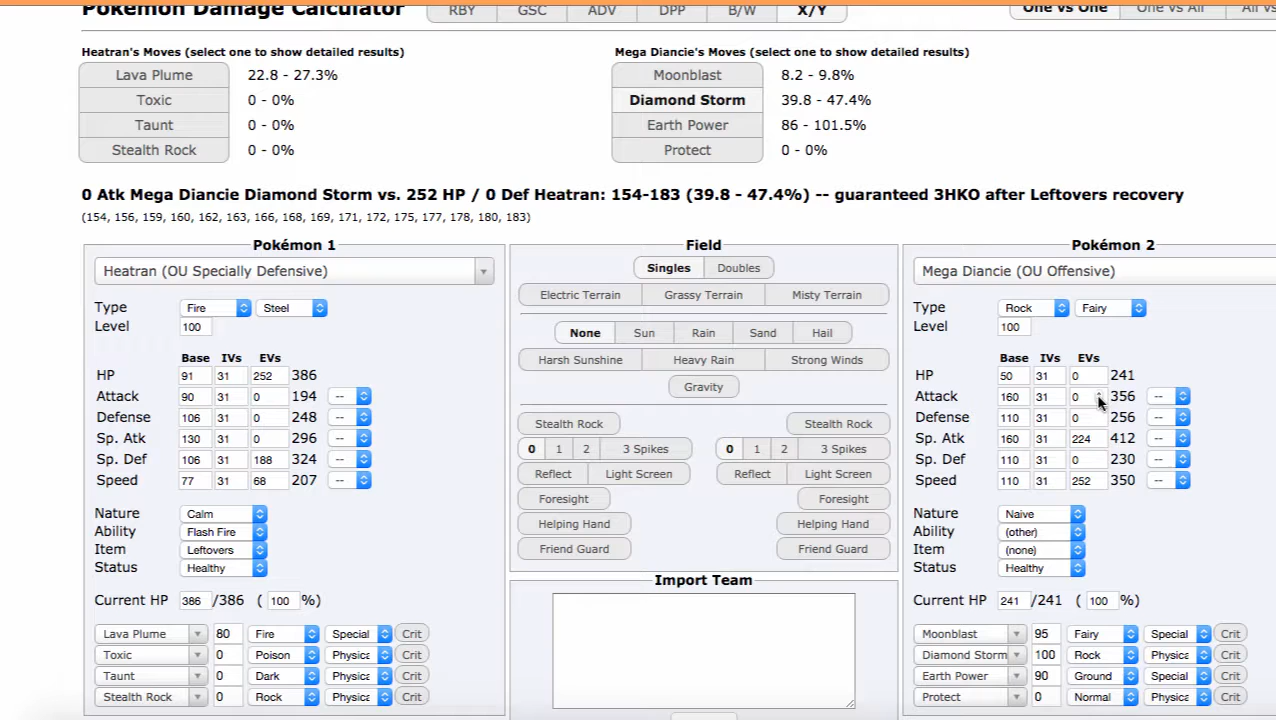 Pokémon Damage Calculator RBY GSC ADV DPP B/W X/Y One vs One One vs All All vs
Heatran's Moves (select one to show detailed results) Mega Diancie's Moves (select one to show detailed results)
Lava Plume 22.8 - 27.3% Moonblast 8.2 - 9.8%
Toxic 0 - 0% Diamond Storm 39.8 - 47.4%
Taunt 0 - 0% Earth Power 86 - 101.5%
Stealth Rock 0 - 0% Protect 0 - 0%
0 Atk Mega Diancie Diamond Storm vs. 252 HP / 0 Def Heatran: 154-183 (39.8 - 47.4%) -- guaranteed 3HKO after Leftovers recovery
(154, 156, 159, 160, 162, 163, 166, 168, 169, 171, 172, 175, 177, 178, 180, 183)
Pokémon 1 Field Pokémon 2
Heatran (OU Specially Defensive) Singles Doubles Mega Diancie (OU Offensive)
Type Fire Steel Electric Terrain Grassy Terrain Misty Terrain Type Rock Fairy
Level 100 Level 100
None Sun Rain Sand Hail
Base IVs EVs Harsh Sunshine Heavy Rain Strong Winds Base IVs EVs
HP 91 31 252 386 Gravity HP 50 31 0 241
Attack 90 31 0 194 -- Attack 160 31 0 356 --
Defense 106 31 0 248 -- Stealth Rock Stealth Rock Defense 110 31 0 256 --
Sp. Atk 130 31 0 296 -- 0 1 2 3 Spikes 0 1 2 3 Spikes Sp. Atk 160 31 224 412 --
Sp. Def 106 31 188 324 -- Reflect Light Screen Reflect Light Screen Sp. Def 110 31 0 230 --
Speed 77 31 68 207 -- Foresight Foresight Speed 110 31 252 350 --
Nature Calm Helping Hand Helping Hand Nature Naive
Ability Flash Fire Friend Guard Friend Guard Ability (other)
Item Leftovers Item (none)
Status Healthy Import Team Status Healthy
Current HP 386 /386 ( 100 %) Current HP 241 /241 ( 100 %)
Lava Plume 80 Fire Special Crit Moonblast 95 Fairy Special Crit
Toxic 0 Poison Physica Crit Diamond Storm 100 Rock Physica Crit
Taunt 0 Dark Physica Crit Earth Power 90 Ground Special Crit
Stealth Rock 0 Rock Physica Crit Protect 0 Normal Physica Crit